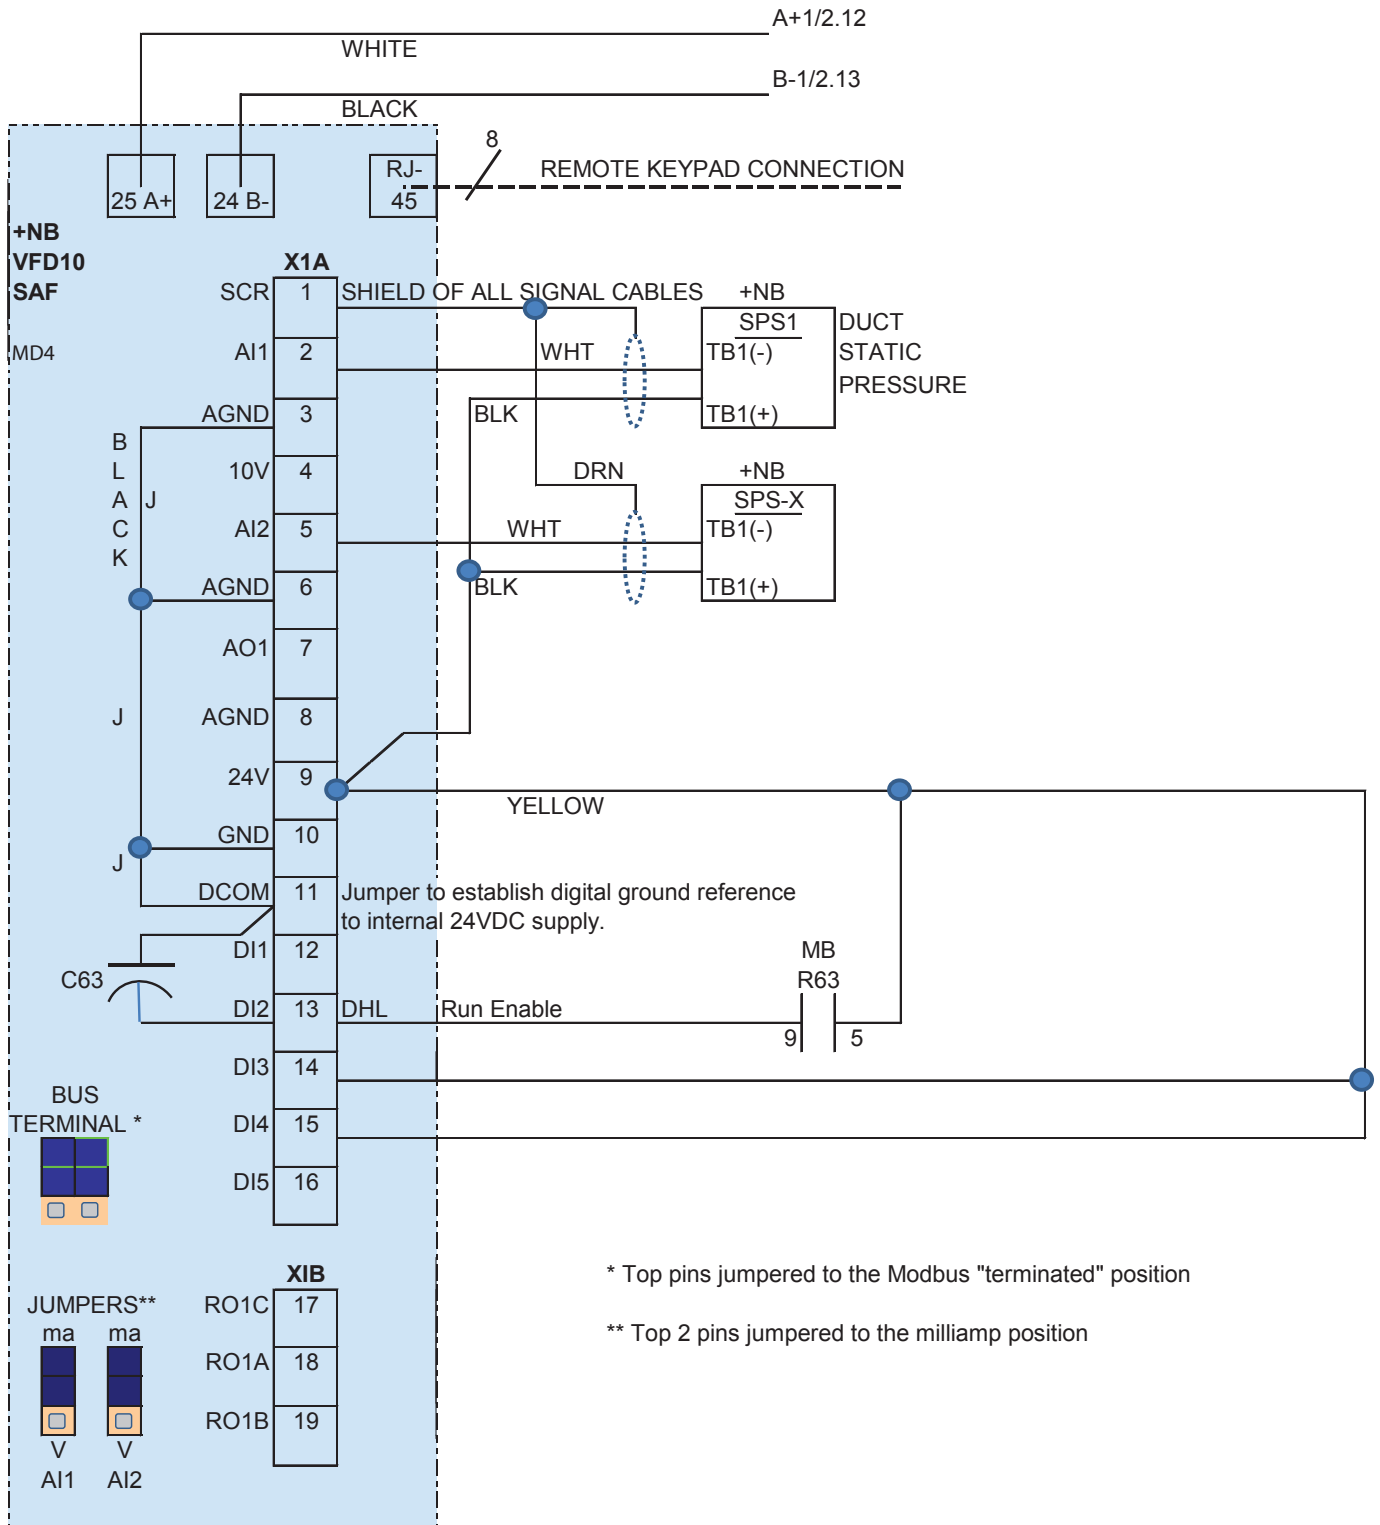 A+1/2.12
WHITE
B-1/2.13
BLACK
8
REMOTE KEYPAD CONNECTION
RJ-
45
25 A+
24 B-
+NB
VFD10
SAF
MD4
X1A
SCR 1 SHIELD OF ALL SIGNAL CABLES
+NB
SPS1
DUCT
STATIC
PRESSURE
AI1 2
WHT
TB1(-)
AGND 3
BLK
TB1(+)
BLACK
J
10V 4
DRN
+NB
SPS-X
AI2 5
WHT
TB1(-)
AGND 6
BLK
TB1(+)
AO1 7
J
AGND 8
24V 9
YELLOW
GND 10
J
DCOM 11 Jumper to establish digital ground reference
to internal 24VDC supply.
DI1 12
MB
R63
C63
DI2 13 DHL Run Enable
9 5
DI3 14
BUS
TERMINAL *
DI4 15
DI5 16
XIB
* Top pins jumpered to the Modbus "terminated" position
JUMPERS**
RO1C 17
ma ma
** Top 2 pins jumpered to the milliamp position
RO1A 18
RO1B 19
V V
AI1 AI2